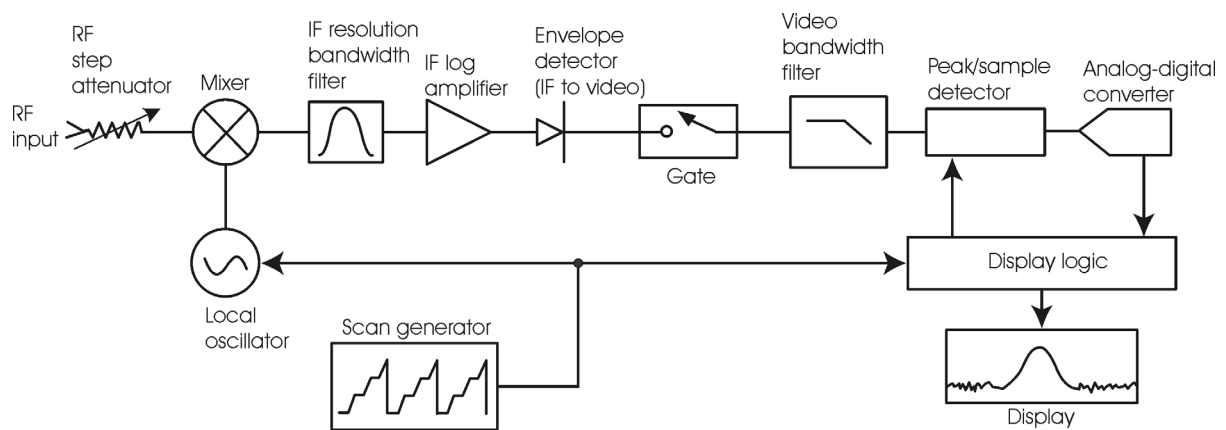 RF
step
attenuator
RF
input
Mixer
IF resolution
bandwidth
filter
IF log
amplifier
Envelope
detector
(IF to video)
Gate
Video
bandwidth
filter
Peak/sample
detector
Analog-digital
converter
Local
oscillator
Scan generator
Display logic
Display